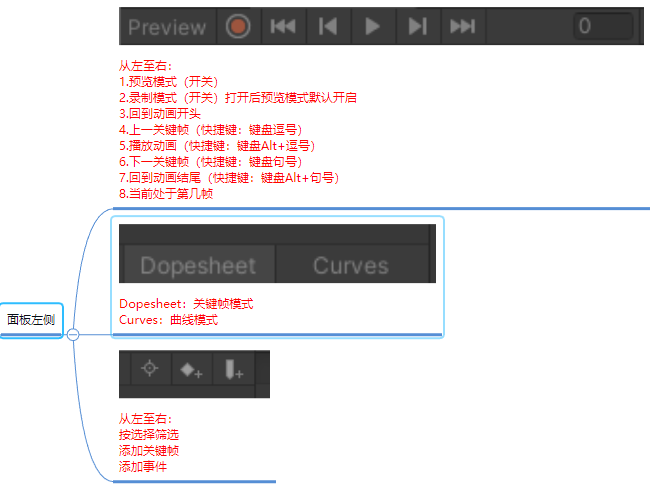 Preview 0
从左至右：
1.预览模式（开关）
2.录制模式（开关）打开后预览模式默认开启
3.回到动画开头
4.上一关键帧（快捷键：键盘逗号）
5.播放动画（快捷键：键盘Alt+逗号）
6.下一关键帧（快捷键：键盘句号）
7.回到动画结尾（快捷键：键盘Alt+句号）
8.当前处于第几帧
Dopesheet Curves
Dopesheet：关键帧模式
Curves：曲线模式
面板左侧
从左至右：
按选择筛选
添加关键帧
添加事件